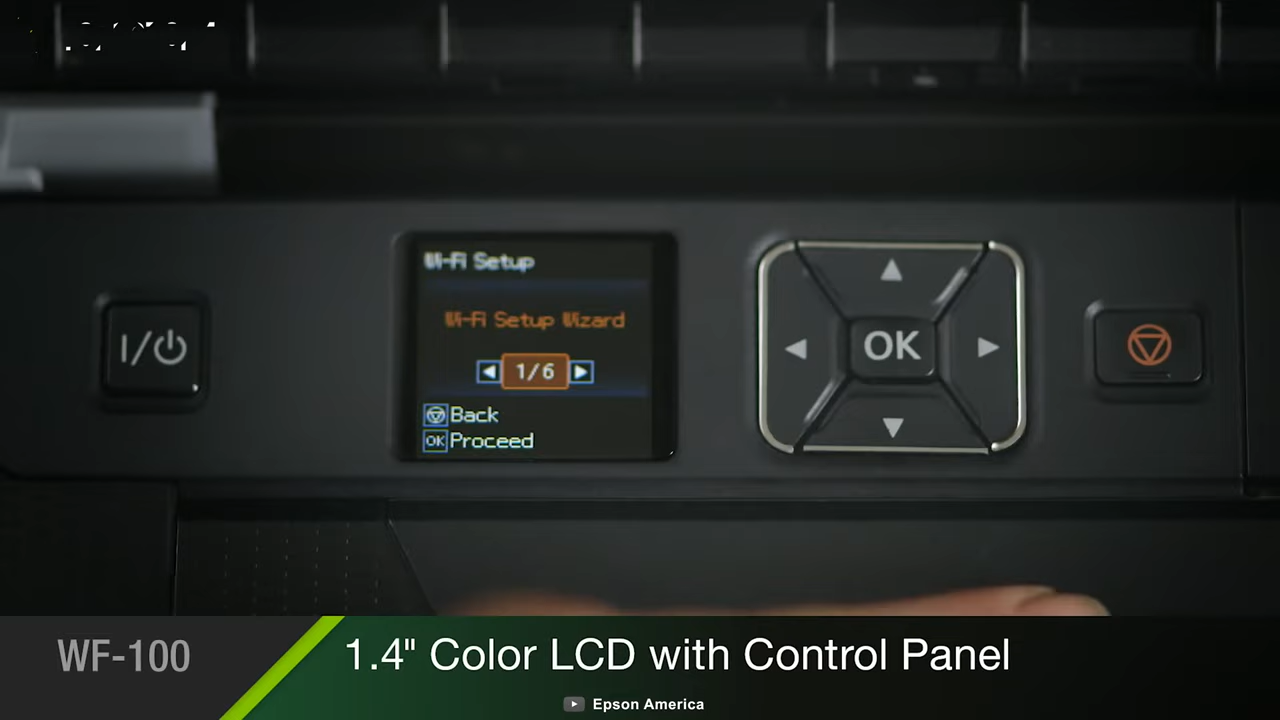 Wi-Fi Setup
Wi-Fi Setup Wizard
1/6
Back
OK Proceed
OK
WF-100
1.4" Color LCD with Control Panel
Epson America